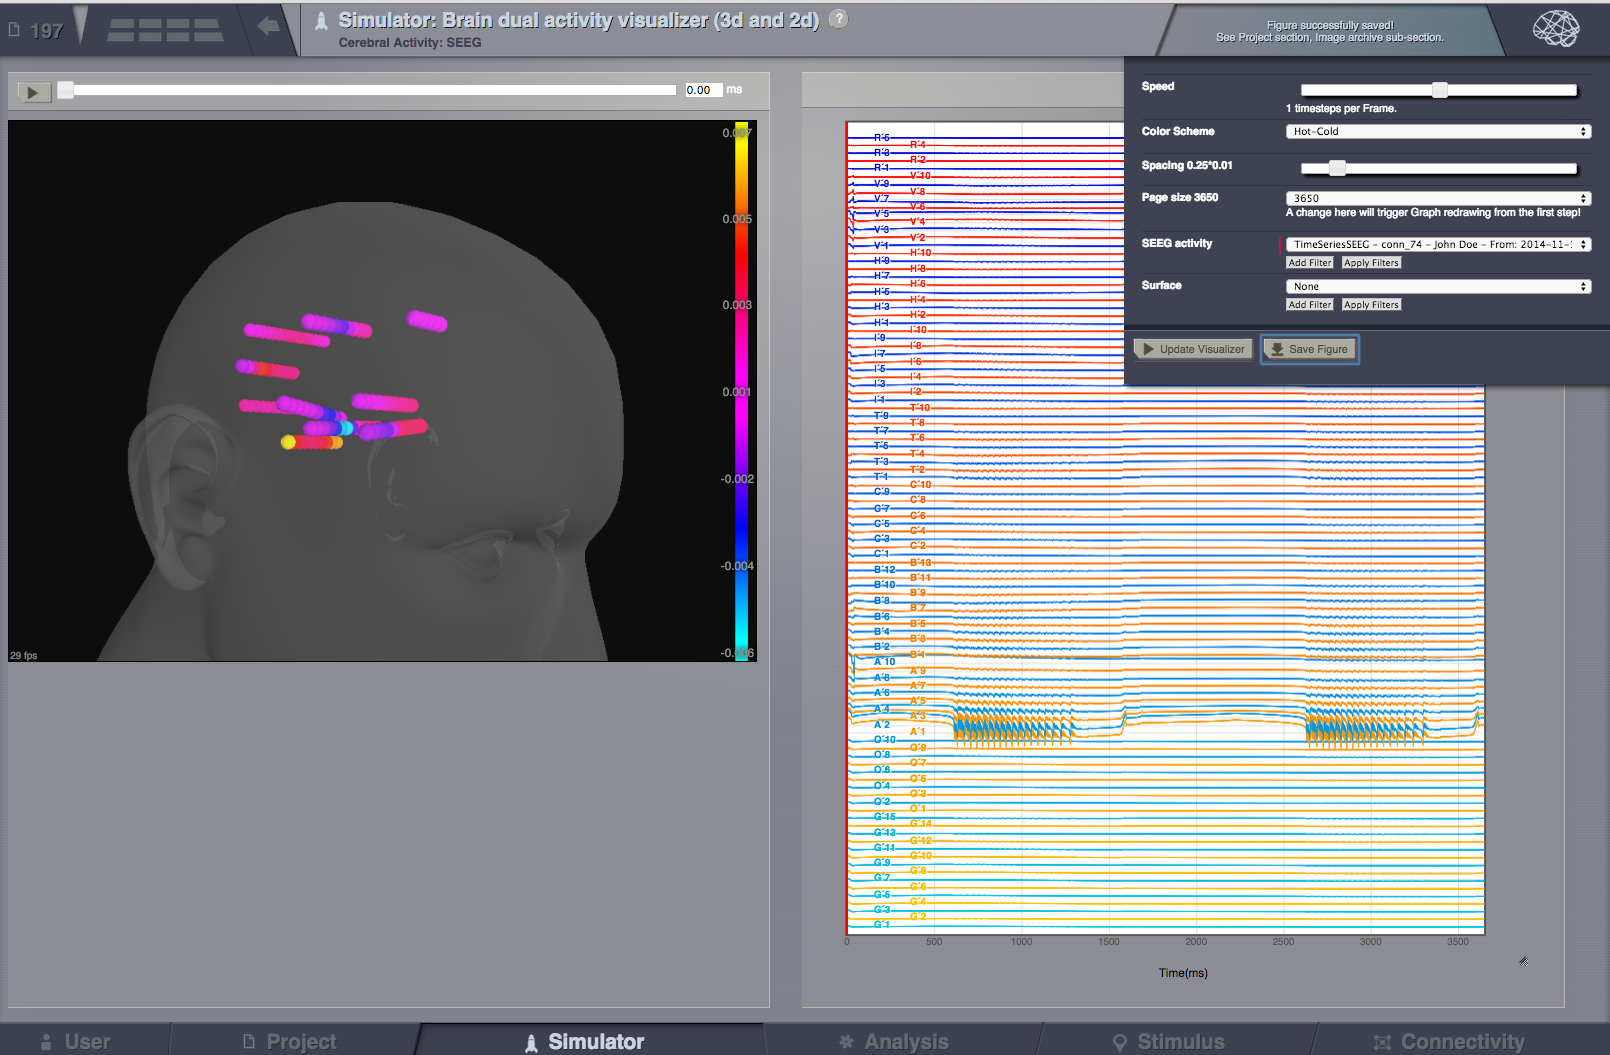 197
Simulator: Brain dual activity visualizer (3d and 2d) ?
Cerebral Activity: SEEG
Figure successfully saved!
See Project section, Image archive sub-section.
0.00 ms
0.005
0.003
0.001
-0.002
-0.004
29 fps
Speed
1 timesteps per Frame.
Color Scheme Hot-Cold
Spacing 0.25*0.01
Page size 3650 3650
A change here will trigger Graph redrawing from the first step!
SEEG activity TimeSeriesSEEG - conn_74 - John Doe - From: 2014-11-
Add Filter Apply Filters
Surface None
Add Filter Apply Filters
Update Visualizer Save Figure
R'5
R'4
R'3
R'2
R'1
V'10
V'9
V'8
V'7
V'6
V'5
V'4
V'3
V'2
V'1
H'10
H'9
H'8
H'7
H'6
H'5
H'4
H'3
H'2
H'1
I'10
I'9
I'8
I'7
I'6
I'5
I'4
I'3
I'2
I'1
T'10
T'9
T'8
T'7
T'6
T'5
T'4
T'3
T'2
T'1
C'10
C'9
C'8
C'7
C'6
C'5
C'4
C'3
C'2
C'1
B'13
B'12
B'11
B'10
B'9
B'8
B'7
B'6
B'5
B'4
B'3
B'2
B'1
A'10
A'9
A'8
A'7
A'6
A'5
A'4
A'3
A'2
A'1
O'10
O'9
O'8
O'7
O'6
O'5
O'4
O'3
O'2
O'1
G'15
G'14
G'13
G'12
G'11
G'10
G'9
G'8
G'7
G'6
G'5
G'4
G'3
G'2
G'1
0 500 1000 1500 2000 2500 3000 3500
Time(ms)
User Project Simulator Analysis Stimulus Connectivity